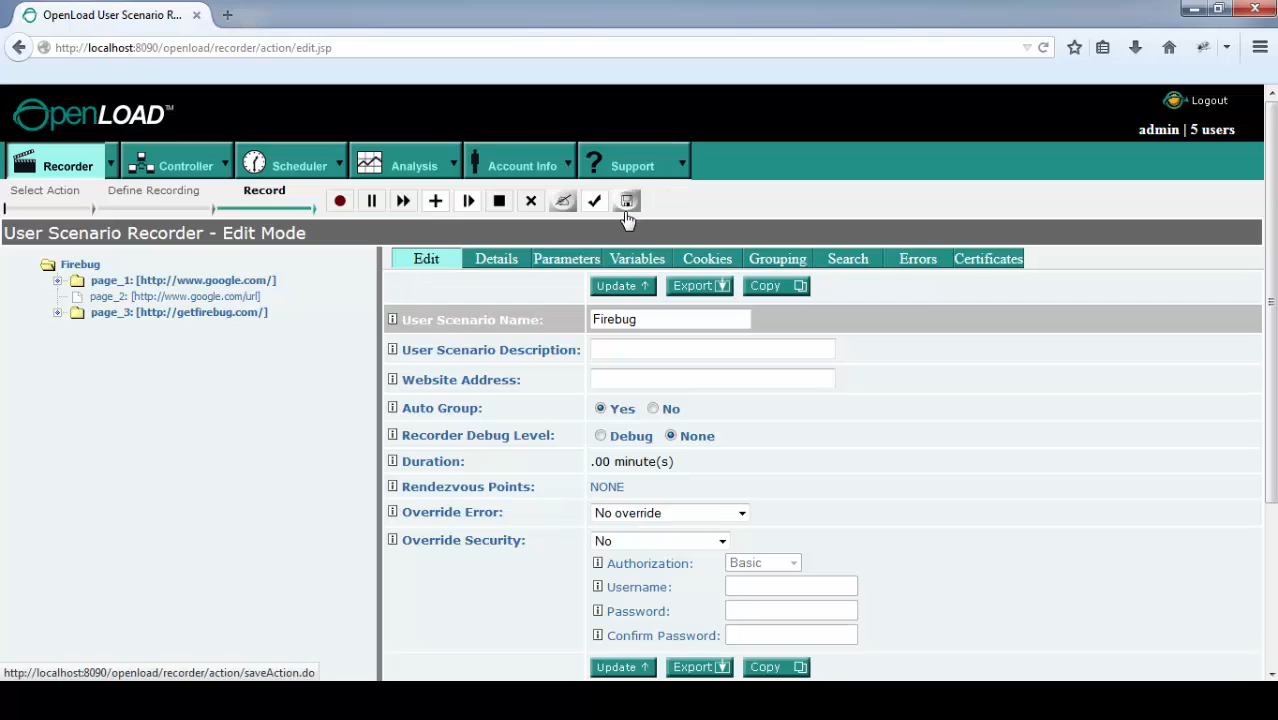 OpenLoad User Scenario R...
http://localhost:8090/openload/recorder/action/edit.jsp
OpenLOAD™
Logout
admin | 5 users
Recorder
Controller
Scheduler
Analysis
Account Info
? Support
Select Action
Define Recording
Record
User Scenario Recorder - Edit Mode
Firebug
page_1: [http://www.google.com/]
page_2: [http://www.google.com/url]
page_3: [http://getfirebug.com/]
Edit
Details
Parameters
Variables
Cookies
Grouping
Search
Errors
Certificates
Update
Export
Copy
User Scenario Name: Firebug
User Scenario Description:
Website Address:
Auto Group: Yes No
Recorder Debug Level: Debug None
Duration: .00 minute(s)
Rendezvous Points: NONE
Override Error: No override
Override Security: No
Authorization: Basic
Username:
Password:
Confirm Password:
Update
Export
Copy
http://localhost:8090/openload/recorder/action/saveAction.do